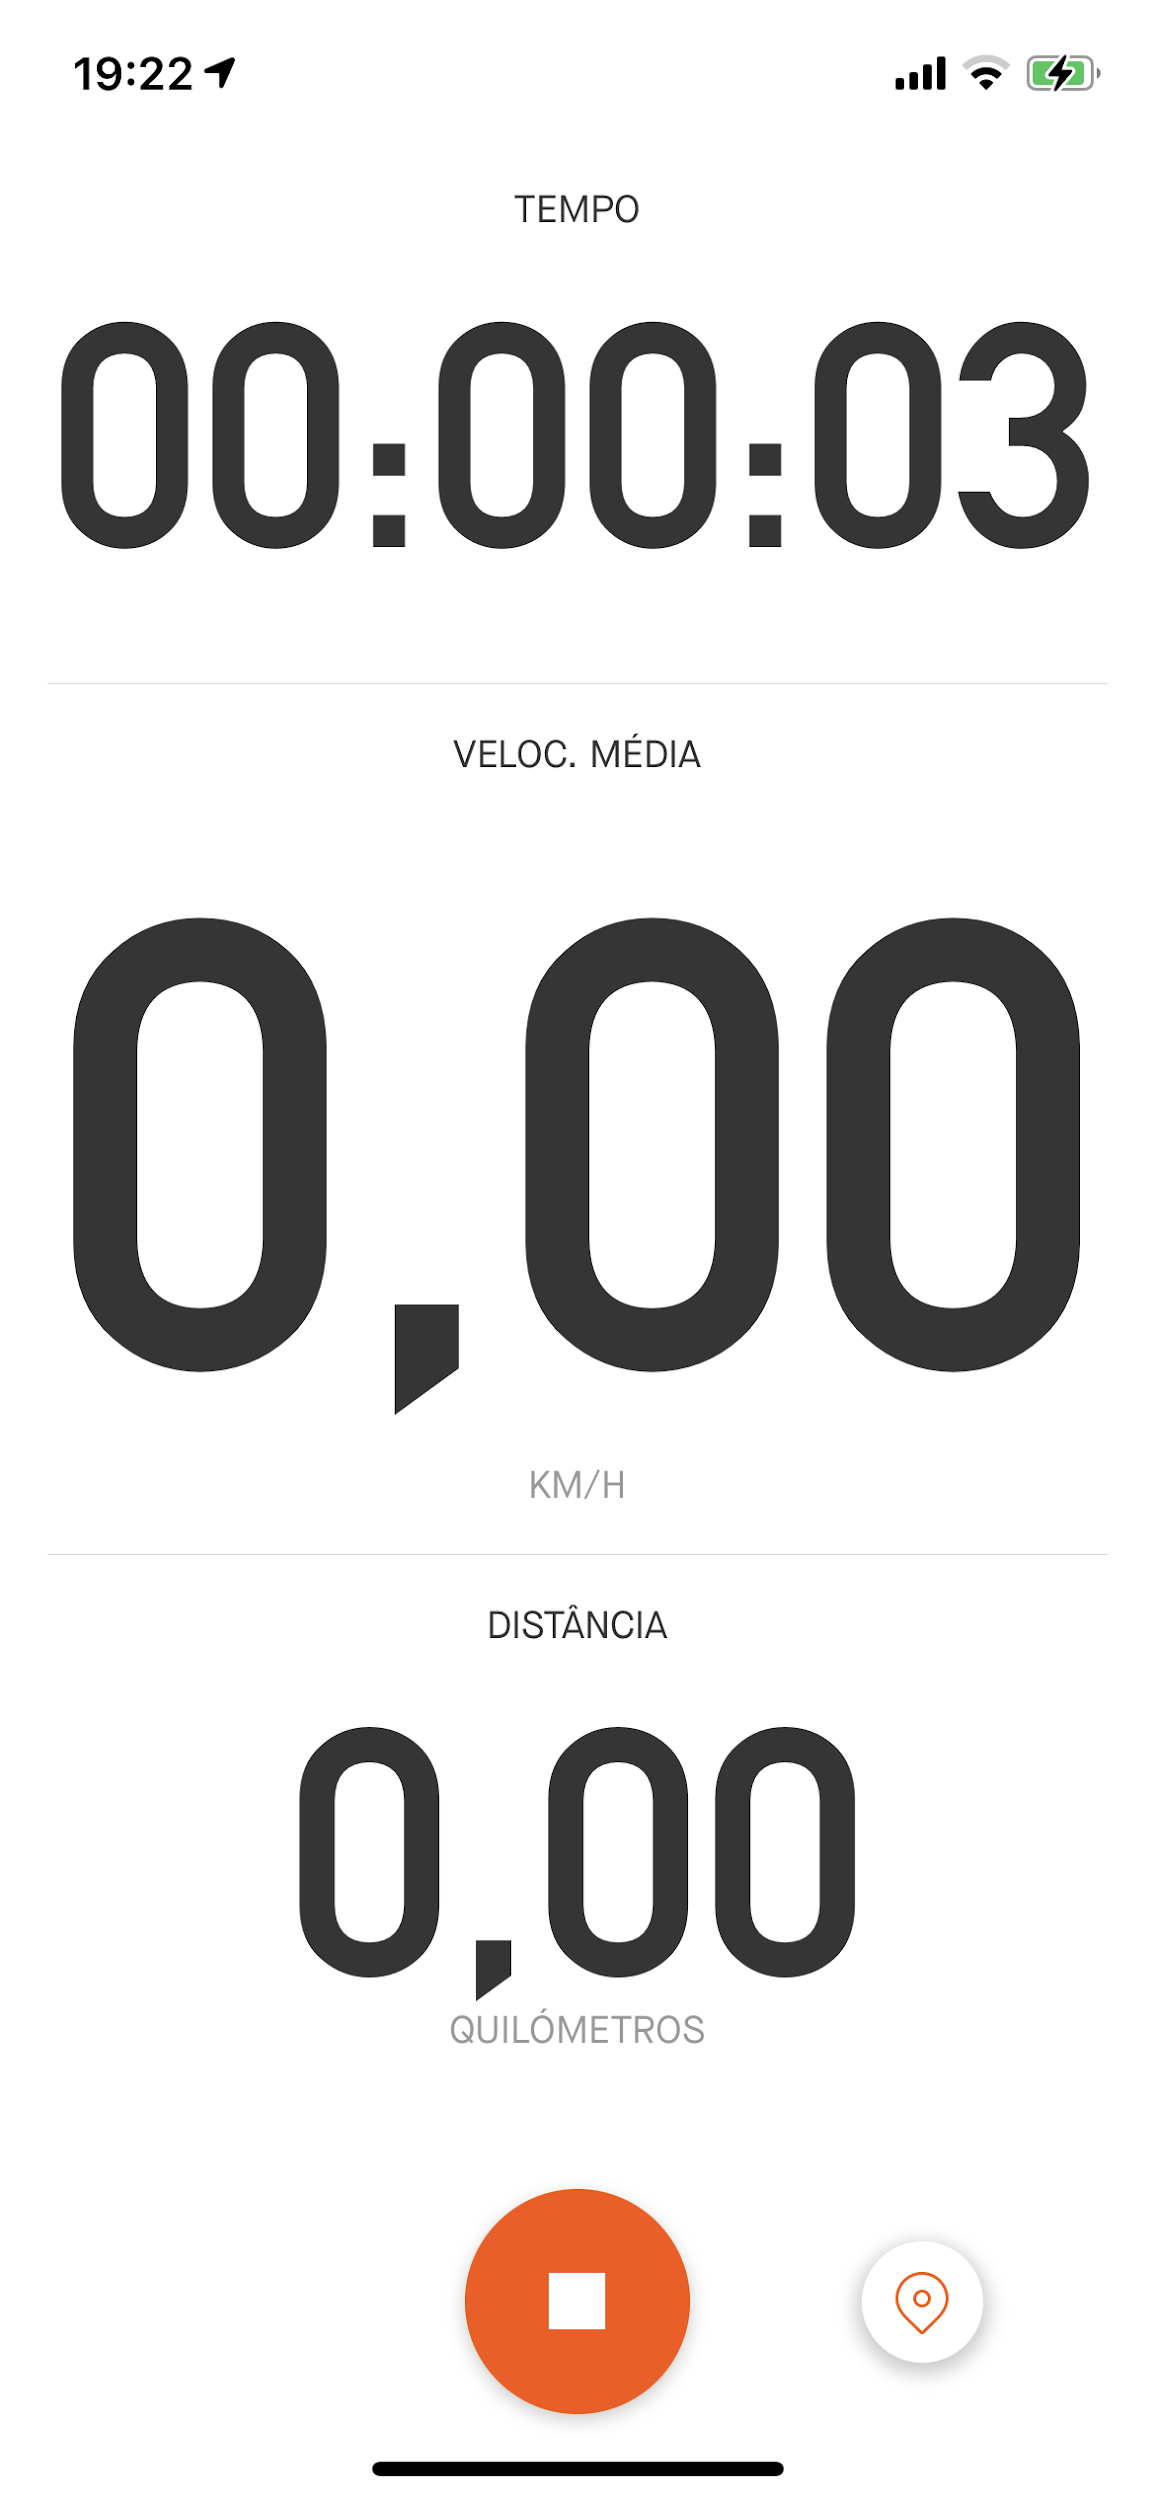 19:22
TEMPO
00:00:03
VELOC. MÉDIA
0,00
KM/H
DISTÂNCIA
0,00
QUILÓMETROS